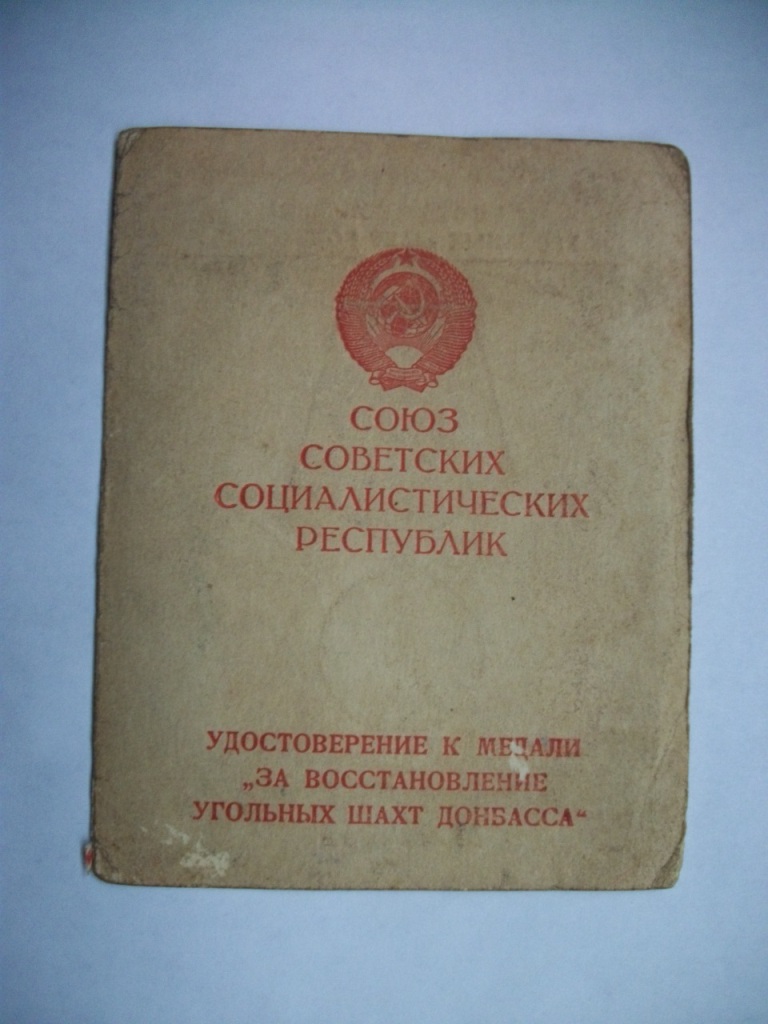 СОЮЗ
СОВЕТСКИХ
СОЦИАЛИСТИЧЕСКИХ
РЕСПУБЛИК
УДОСТОВЕРЕНИЕ К МЕДАЛИ
„ЗА ВОССТАНОВЛЕНИЕ
УГОЛЬНЫХ ШАХТ ДОНБАССА“